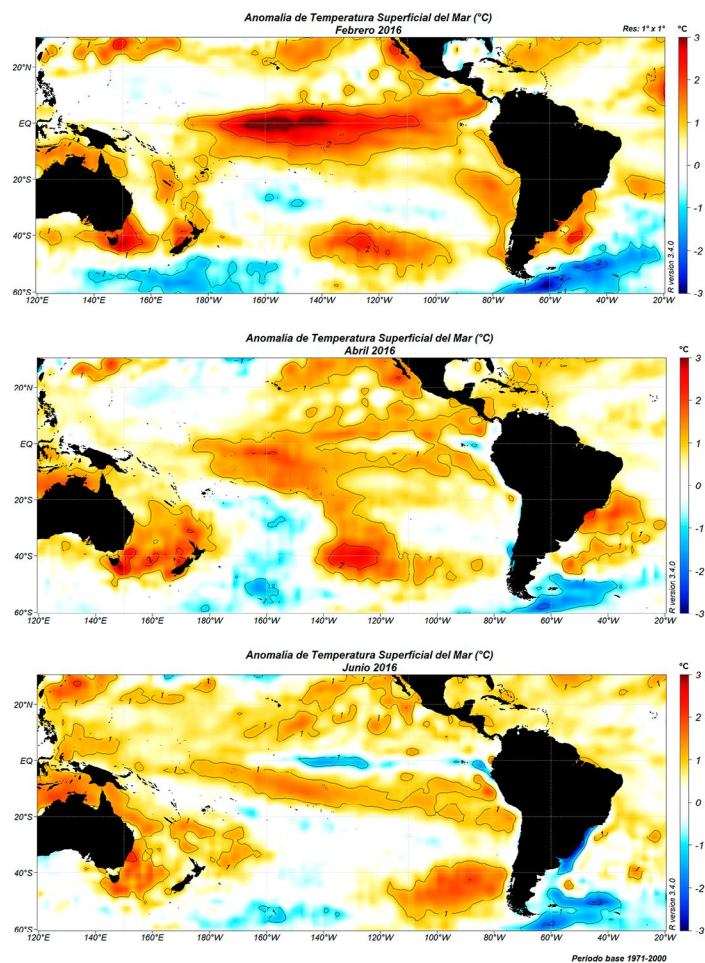 Anomalía de Temperatura Superficial del Mar (°C)
Febrero 2016
Res: 1° x 1°
°C
20°N
EQ
20°S
40°S
60°S
120°E 140°E 160°E 180°W 160°W 140°W 120°W 100°W 80°W 60°W 40°W 20°W
3
2
1
0
-1
-2
-3
R version 3.4.0
Anomalía de Temperatura Superficial del Mar (°C)
Abril 2016
°C
20°N
EQ
20°S
40°S
60°S
120°E 140°E 160°E 180°W 160°W 140°W 120°W 100°W 80°W 60°W 40°W 20°W
3
2
1
0
-1
-2
-3
R version 3.4.0
Anomalía de Temperatura Superficial del Mar (°C)
Junio 2016
°C
20°N
EQ
20°S
40°S
60°S
120°E 140°E 160°E 180°W 160°W 140°W 120°W 100°W 80°W 60°W 40°W 20°W
3
2
1
0
-1
-2
-3
R version 3.4.0
Periodo base 1971-2000